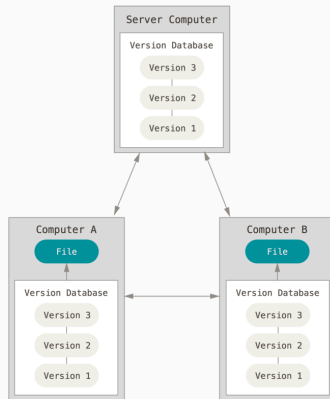 Server Computer
Version Database
Version 3
Version 2
Version 1
Computer A
File
Version Database
Version 3
Version 2
Version 1
Computer B
File
Version Database
Version 3
Version 2
Version 1